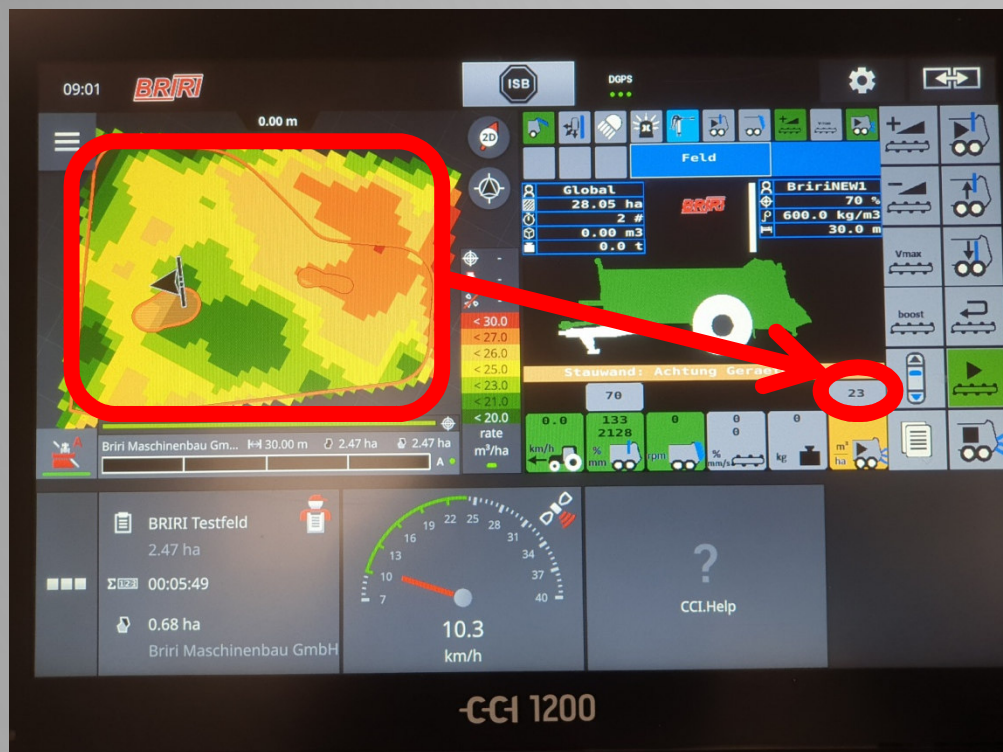 09:01
BRIRI
ISB
DGPS
0.00 m
2D
Feld
Global
28.05 ha
2 #
0.00 m3
0.0 t
BRIRI
BririNEW1
70 %
600.0 kg/m3
30.0 m
Vmax
boost
Stauwand: Achtung
70
23
< 30.0
< 27.0
< 26.0
< 25.0
< 23.0
< 21.0
< 20.0
rate
m³/ha
0.0
km/h
133
2128
%
mm
0
rpm
0
0
%
mm/s
0
kg
m³
ha
Briri Maschinenbau Gm... 30.00 m 2.47 ha 2.47 ha
A
A
BRIRI Testfeld
2.47 ha
Σ123 00:05:49
0.68 ha
Briri Maschinenbau GmbH
7
10
13
16
19
22
25
28
31
34
37
40
10.3
km/h
?
CCI.Help
CCI 1200